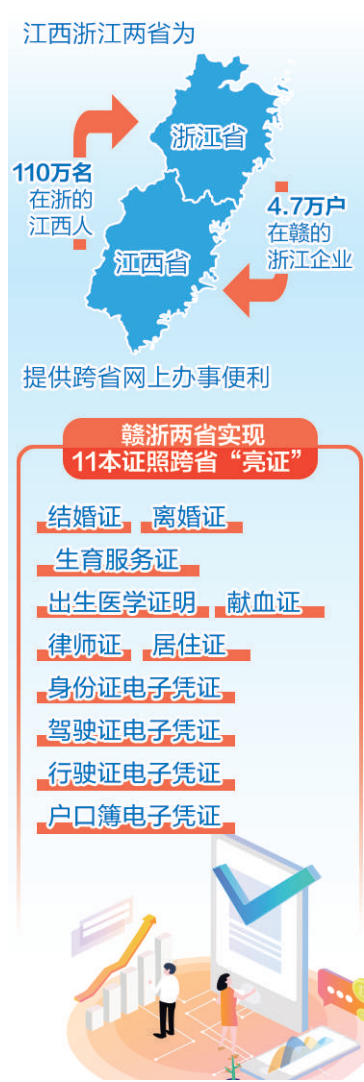 江西浙江两省为
浙江省
110万名
在浙的
江西人
4.7万户
在赣的
浙江企业
江西省
提供跨省网上办事便利
赣浙两省实现
11本证照跨省“亮证”
结婚证 离婚证
生育服务证
出生医学证明 献血证
律师证 居住证
身份证电子凭证
驾驶证电子凭证
行驶证电子凭证
户口簿电子凭证